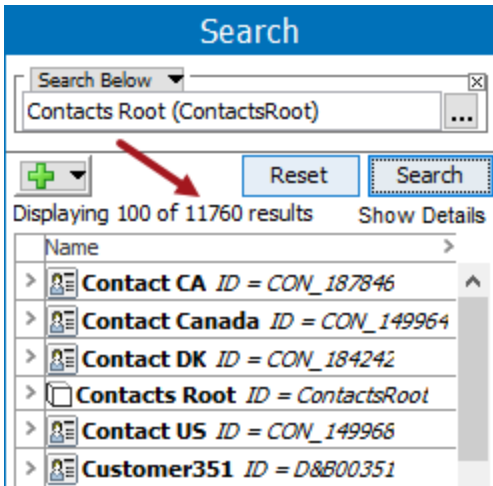 Search
Search Below
Contacts Root (ContactsRoot)
...
Reset Search
Displaying 100 of 11760 results Show Details
Name >
> Contact CA ID = CON_187846
> Contact Canada ID = CON_149964
> Contact DK ID = CON_184242
> Contacts Root ID = ContactsRoot
> Contact US ID = CON_149968
> Customer351 ID = D&B00351